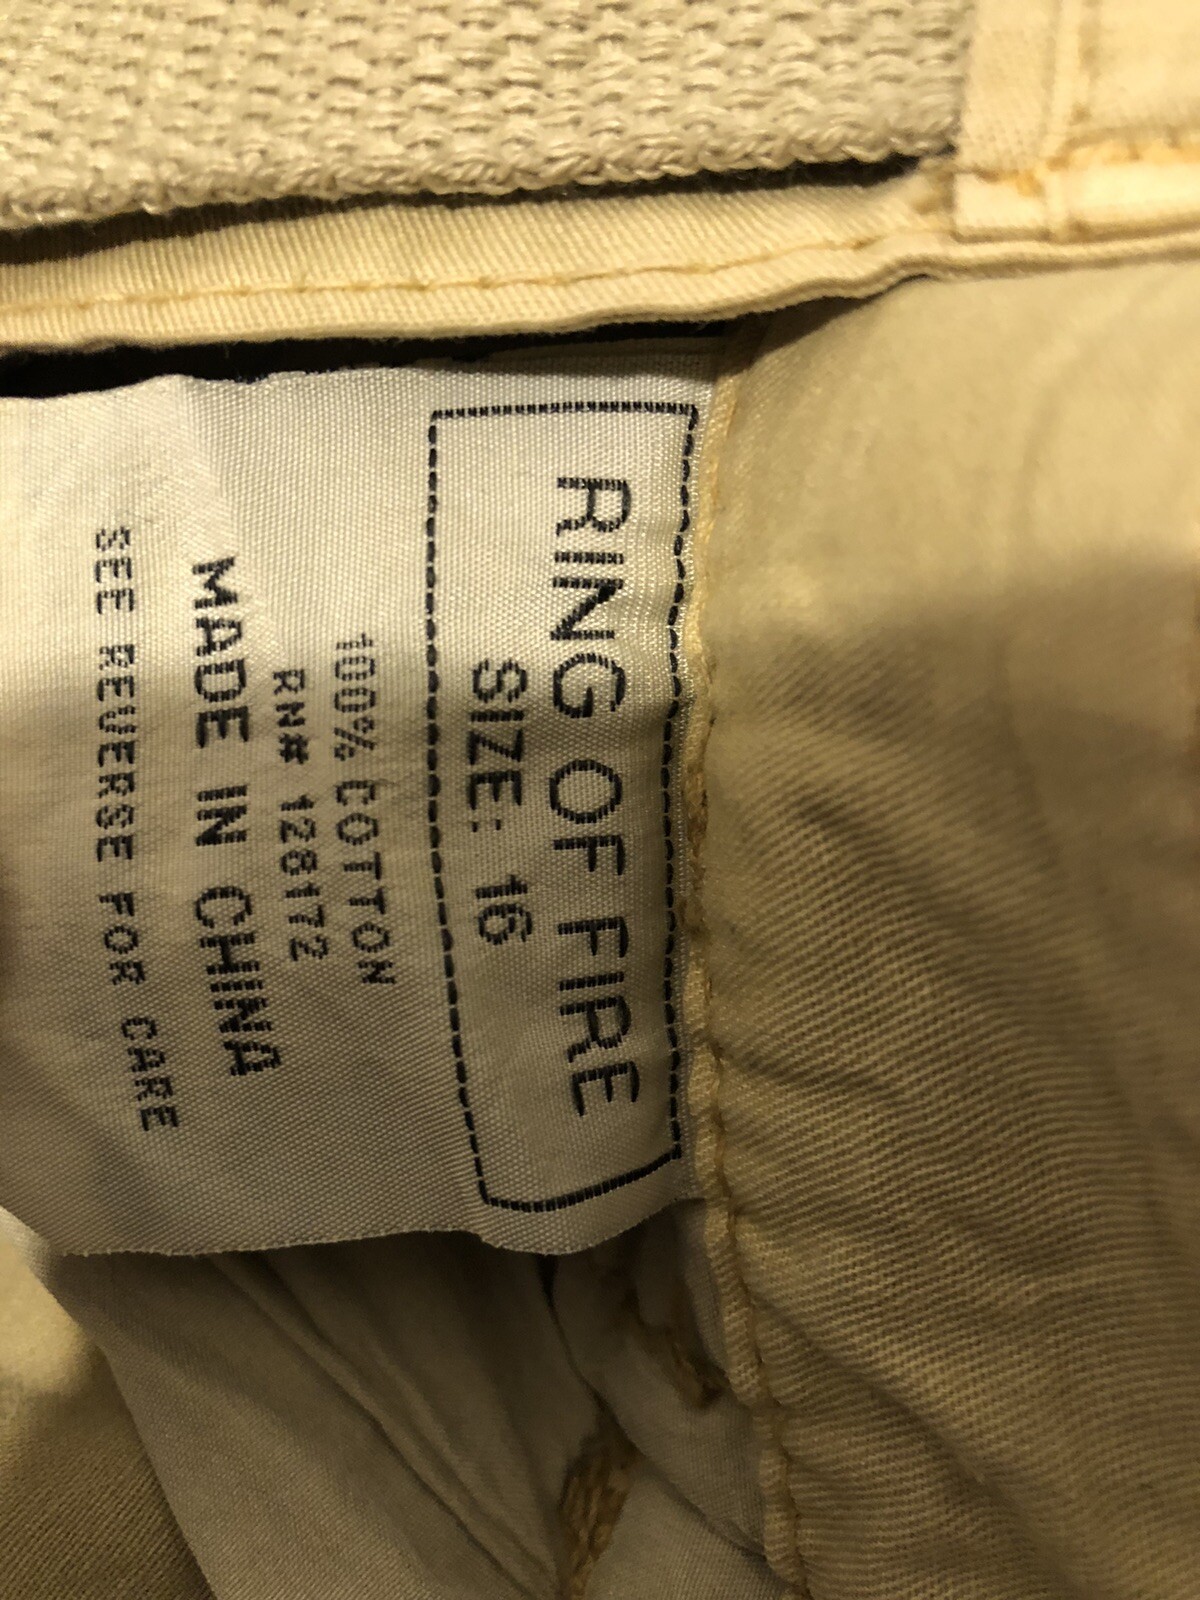 RING OF FIRE
SIZE: 16
100% COTTON
RN# 128172
MADE IN CHINA
SEE REVERSE FOR CARE